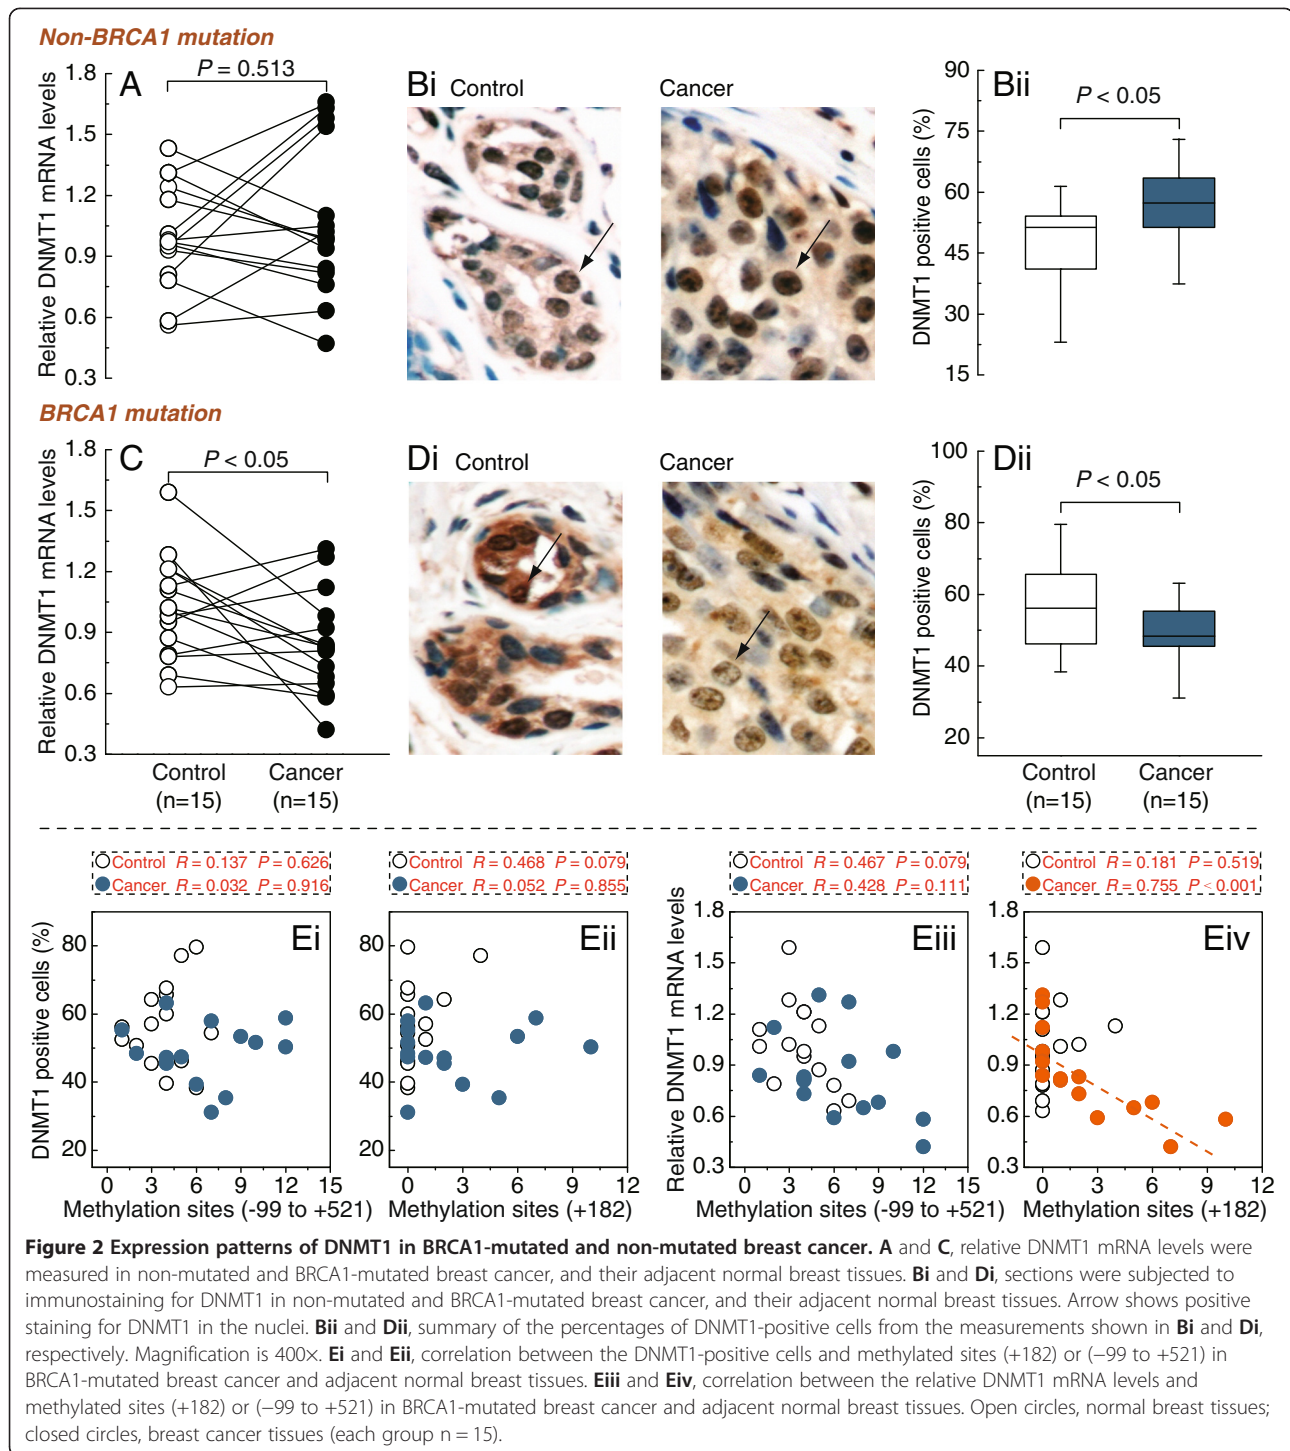 Non-BRCA1 mutation
A
P = 0.513
Relative DNMT1 mRNA levels
1.8
1.5
1.2
0.9
0.6
0.3
Bi
Control
Cancer
Bii
P < 0.05
DNMT1 positive cells (%)
90
75
60
45
30
15
BRCA1 mutation
C
P < 0.05
Relative DNMT1 mRNA levels
1.8
1.5
1.2
0.9
0.6
0.3
Control
(n=15)
Cancer
(n=15)
Di
Control
Cancer
Dii
P < 0.05
DNMT1 positive cells (%)
100
80
60
40
20
Control
(n=15)
Cancer
(n=15)
Control R = 0.137 P = 0.626
Cancer R = 0.032 P = 0.916
Ei
DNMT1 positive cells (%)
80
60
40
20
0 3 6 9 12 15
Methylation sites (-99 to +521)
Control R = 0.468 P = 0.079
Cancer R = 0.052 P = 0.855
Eii
80
60
40
20
0 3 6 9 12
Methylation sites (+182)
Control R = 0.467 P = 0.079
Cancer R = 0.428 P = 0.111
Eiii
Relative DNMT1 mRNA levels
1.8
1.5
1.2
0.9
0.6
0.3
0 3 6 9 12 15
Methylation sites (-99 to +521)
Control R = 0.181 P = 0.519
Cancer R = 0.755 P < 0.001
Eiv
1.8
1.5
1.2
0.9
0.6
0.3
0 3 6 9 12
Methylation sites (+182)
Figure 2 Expression patterns of DNMT1 in BRCA1-mutated and non-mutated breast cancer. A and C, relative DNMT1 mRNA levels were
measured in non-mutated and BRCA1-mutated breast cancer, and their adjacent normal breast tissues. Bi and Di, sections were subjected to
immunostaining for DNMT1 in non-mutated and BRCA1-mutated breast cancer, and their adjacent normal breast tissues. Arrow shows positive
staining for DNMT1 in the nuclei. Bii and Dii, summary of the percentages of DNMT1-positive cells from the measurements shown in Bi and Di,
respectively. Magnification is 400×. Ei and Eii, correlation between the DNMT1-positive cells and methylated sites (+182) or (−99 to +521) in
BRCA1-mutated breast cancer and adjacent normal breast tissues. Eiii and Eiv, correlation between the relative DNMT1 mRNA levels and
methylated sites (+182) or (−99 to +521) in BRCA1-mutated breast cancer and adjacent normal breast tissues. Open circles, normal breast tissues;
closed circles, breast cancer tissues (each group n = 15).